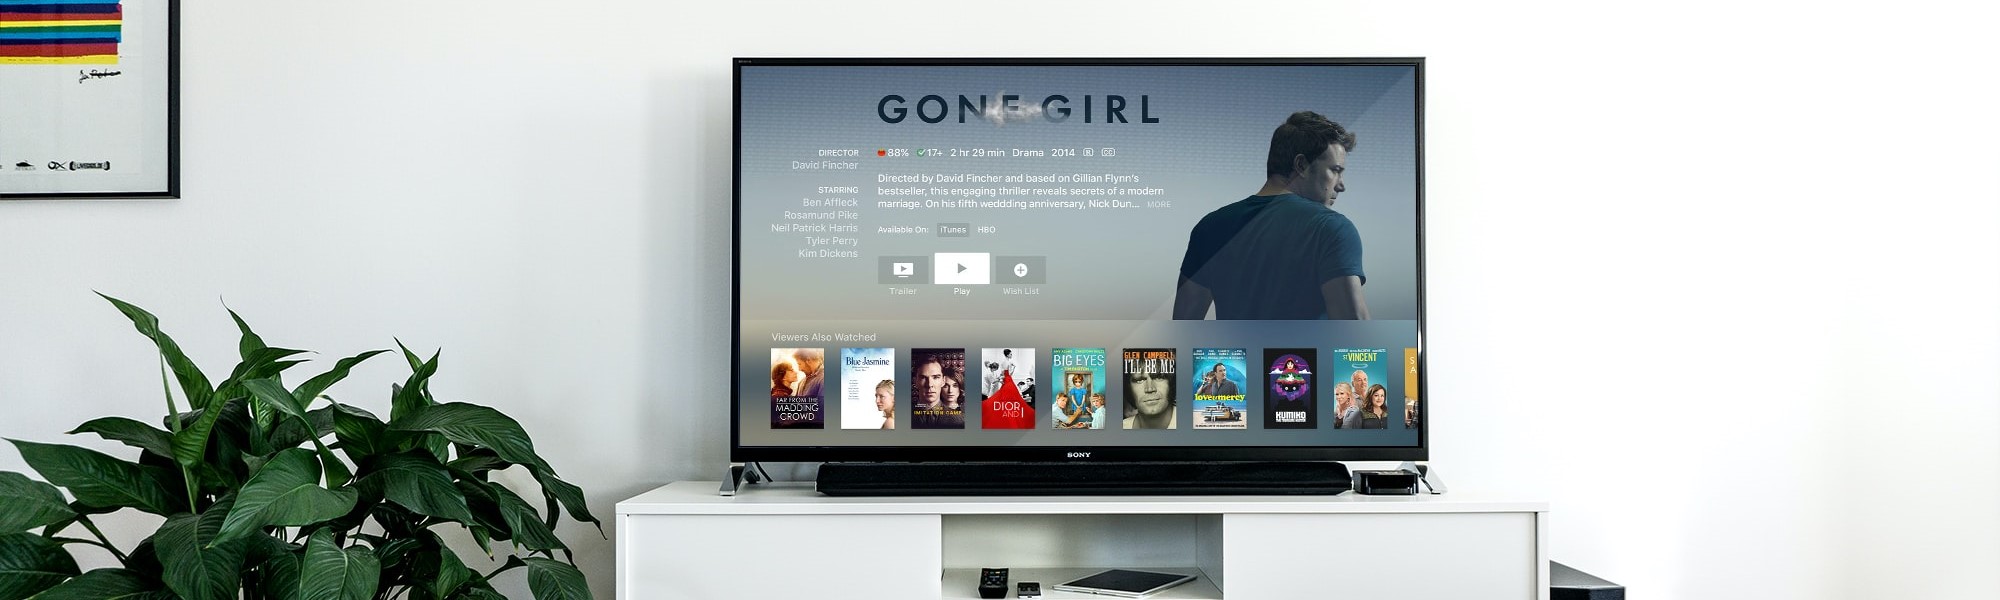 GONE GIRL
DIRECTOR
David Fincher
STARRING
Ben Affleck
Rosamund Pike
Neil Patrick Harris
Tyler Perry
Kim Dickens
88% 17+ 2 hr 29 min Drama 2014 R CC
Directed by David Fincher and based on Gillian Flynn's
bestseller, this engaging thriller reveals secrets of a modern
marriage. On his fifth weddding anniversary, Nick Dun... MORE
Available On: iTunes HBO
Trailer Play Wish List
Viewers Also Watched
FAR FROM THE
MADDING
CROWD
Blue Jasmine
IMITATION GAME
DIOR
AND I
BIG EYES
GLEN CAMPBELL
I'LL BE ME
love&mercy
KUMIKO
ST. VINCENT
S
A
SONY